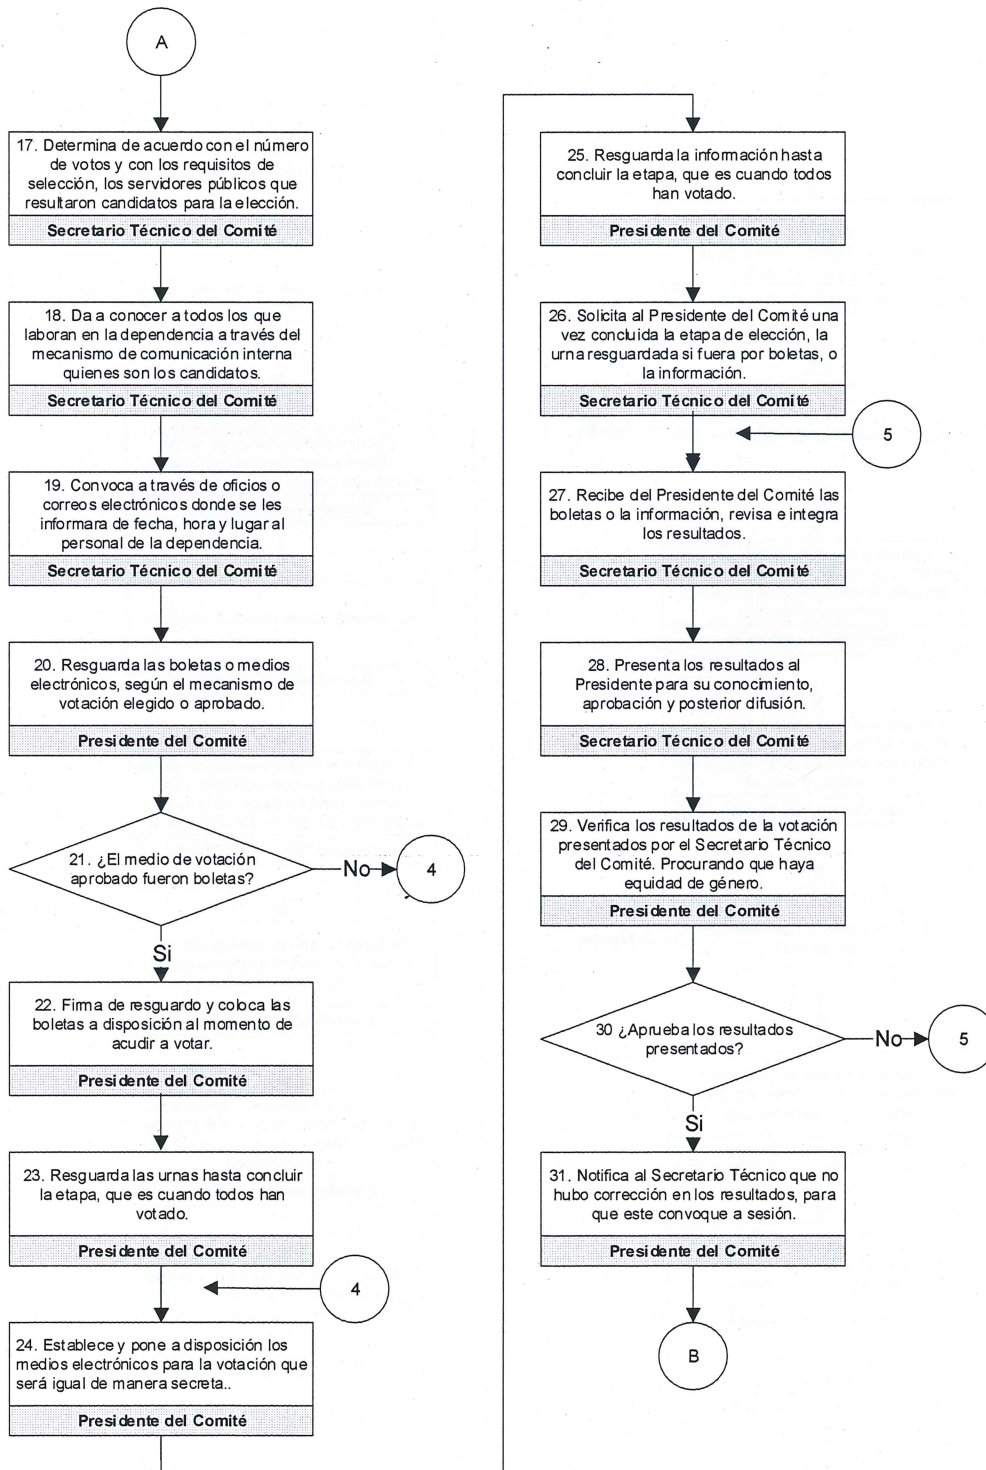 A
17. Determina de acuerdo con el número
de votos y con los requisitos de
selección, los servidores públicos que
resultaron candidatos para la elección.
Secretario Técnico del Comité
18. Da a conocer a todos los que
laboran en la dependencia a través del
mecanismo de comunicación interna
quienes son los candidatos.
Secretario Técnico del Comité
19. Convoca a través de oficios o
correos electrónicos donde se les
informara de fecha, hora y lugar al
personal de la dependencia.
Secretario Técnico del Comité
20. Resguarda las boletas o medios
electrónicos, según el mecanismo de
votación elegido o aprobado.
Presidente del Comité
21. ¿El medio de votación
aprobado fueron boletas?
No
4
Si
22. Firma de resguardo y coloca las
boletas a disposición al momento de
acudir a votar.
Presidente del Comité
23. Resguarda las urnas hasta concluir
la etapa, que es cuando todos han
votado.
Presidente del Comité
4
24. Establece y pone a disposición los
medios electrónicos para la votación que
será igual de manera secreta..
Presidente del Comité
25. Resguarda la información hasta
concluir la etapa, que es cuando todos
han votado.
Presidente del Comité
26. Solicita al Presidente del Comité una
vez concluida la etapa de elección, la
urna resguardada si fuera por boletas, o
la información.
Secretario Técnico del Comité
5
27. Recibe del Presidente del Comité las
boletas o la información, revisa e integra
los resultados.
Secretario Técnico del Comité
28. Presenta los resultados al
Presidente para su conocimiento,
aprobación y posterior difusión.
Secretario Técnico del Comité
29. Verifica los resultados de la votación
presentados por el Secretario Técnico
del Comité. Procurando que haya
equidad de género.
Presidente del Comité
30 ¿Aprueba los resultados
presentados?
No
5
Si
31. Notifica al Secretario Técnico que no
hubo corrección en los resultados, para
que este convoque a sesión.
Presidente del Comité
B